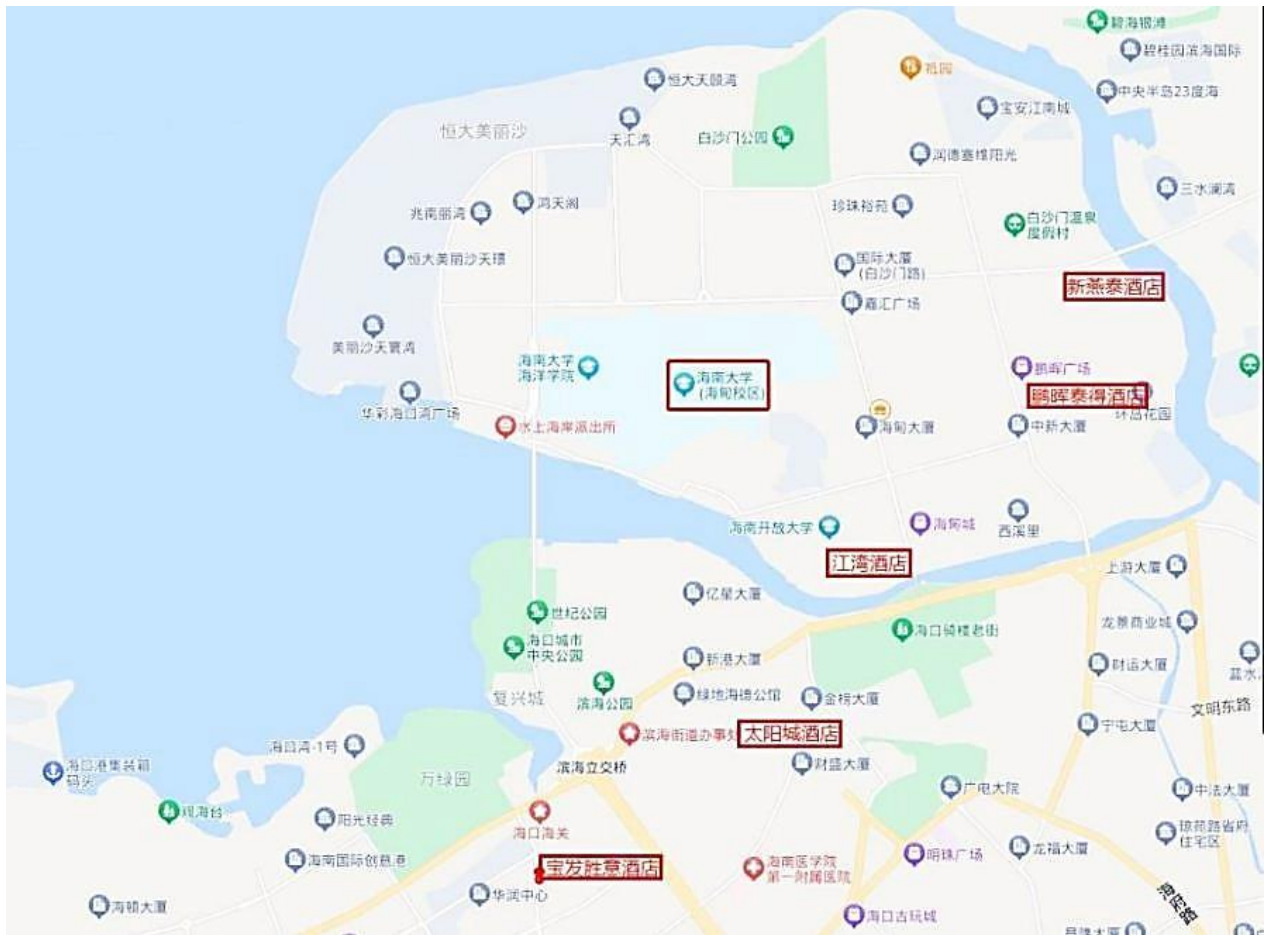 碧海银滩
碧桂园滨海国际
祗园
恒大天颐湾
中央半岛23度海
宝安江南城
天汇湾
恒大美丽沙
白沙门公园
润德塞维阳光
三水澜湾
鸿天阁
兆南丽湾
珍珠裕苑
白沙门温泉
度假村
恒大美丽沙天璟
国际大厦
(白沙门路)
新燕泰酒店
嘉汇广场
美丽沙天寰湾
海南大学
海洋学院
海南大学
(海甸校区)
鹏晖广场
鹏晖泰得酒店
环岛花园
华彩海口湾广场
水上海岸派出所
海甸大厦
中新大厦
海南开放大学
海甸城
西溪里
江湾酒店
上游大厦
亿星大厦
世纪公园
海口骑楼老街
龙景商业城
海口城市
中央公园
新港大厦
财运大厦
蓝水
复兴城
滨海公园
绿地海德公馆
金榜大厦
文明东路
宁屯大厦
滨海街道办事处
太阳城酒店
海口湾-1号
滨海立交桥
财盛大厦
海口港集装箱
码头
万绿园
广电大院
中法大厦
观海台
阳光经典
海口海关
琼苑路省府
住宅区
海南国际创意港
宝发胜意酒店
海南医学院
第一附属医院
明珠广场
龙福大厦
华润中心
海顿大厦
海口古玩城
海府路
昌隆大厦